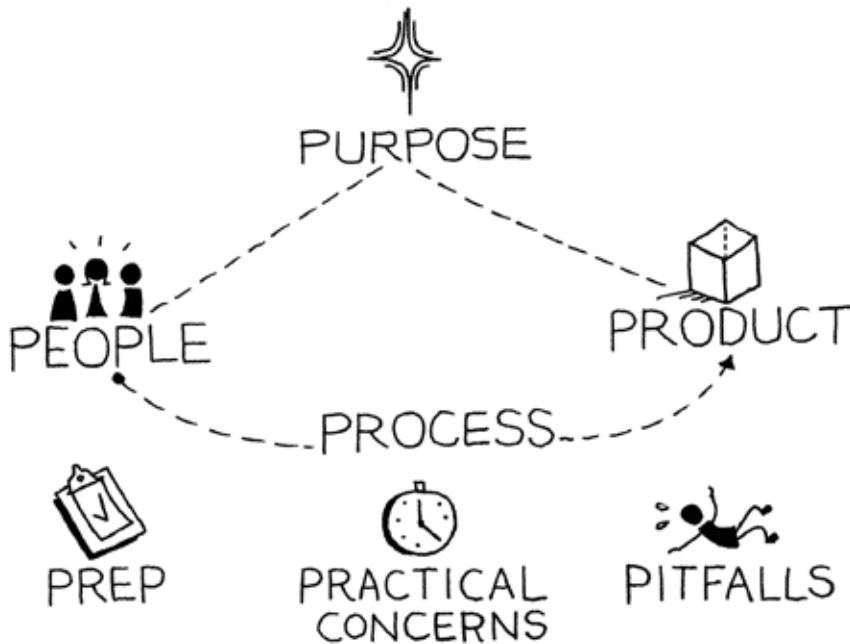 PURPOSE
PEOPLE
PRODUCT
PROCESS
PREP
PRACTICAL
CONCERNS
PITFALLS